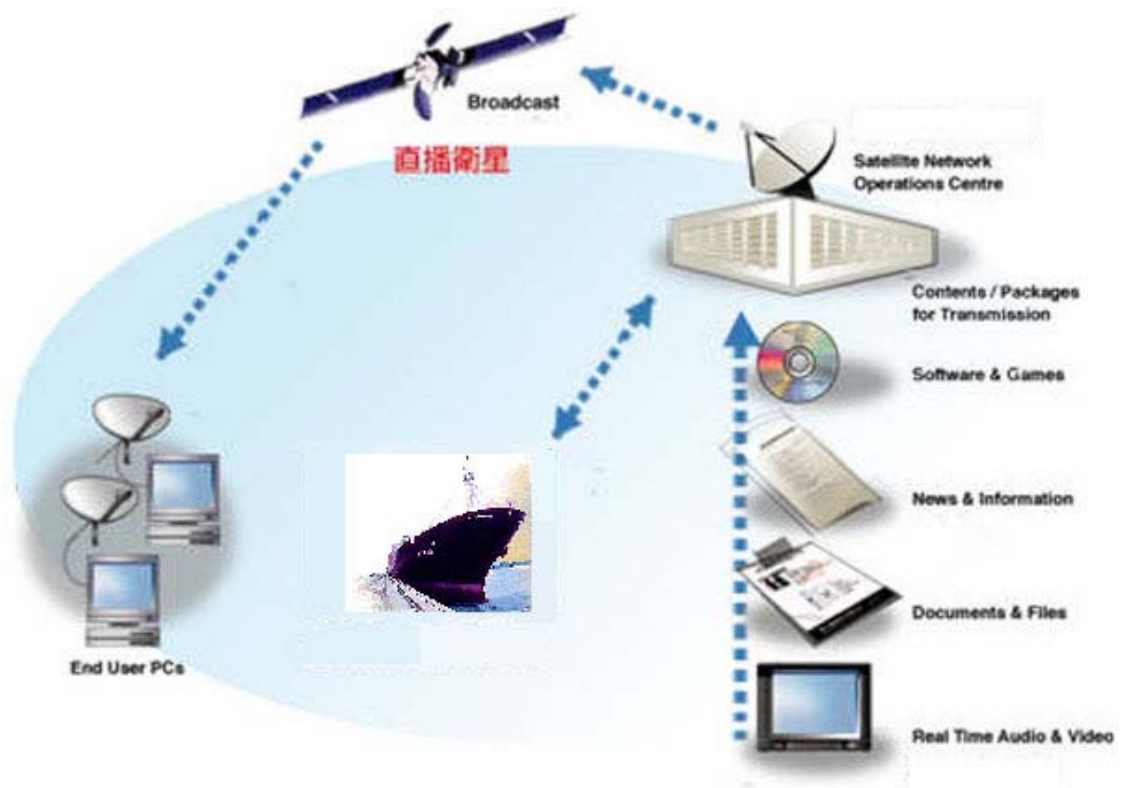 Broadcast
直播衛星
Satellite Network
Operations Centre
Contents / Packages
for Transmission
Software & Games
News & Information
Documents & Files
Real Time Audio & Video
End User PCs